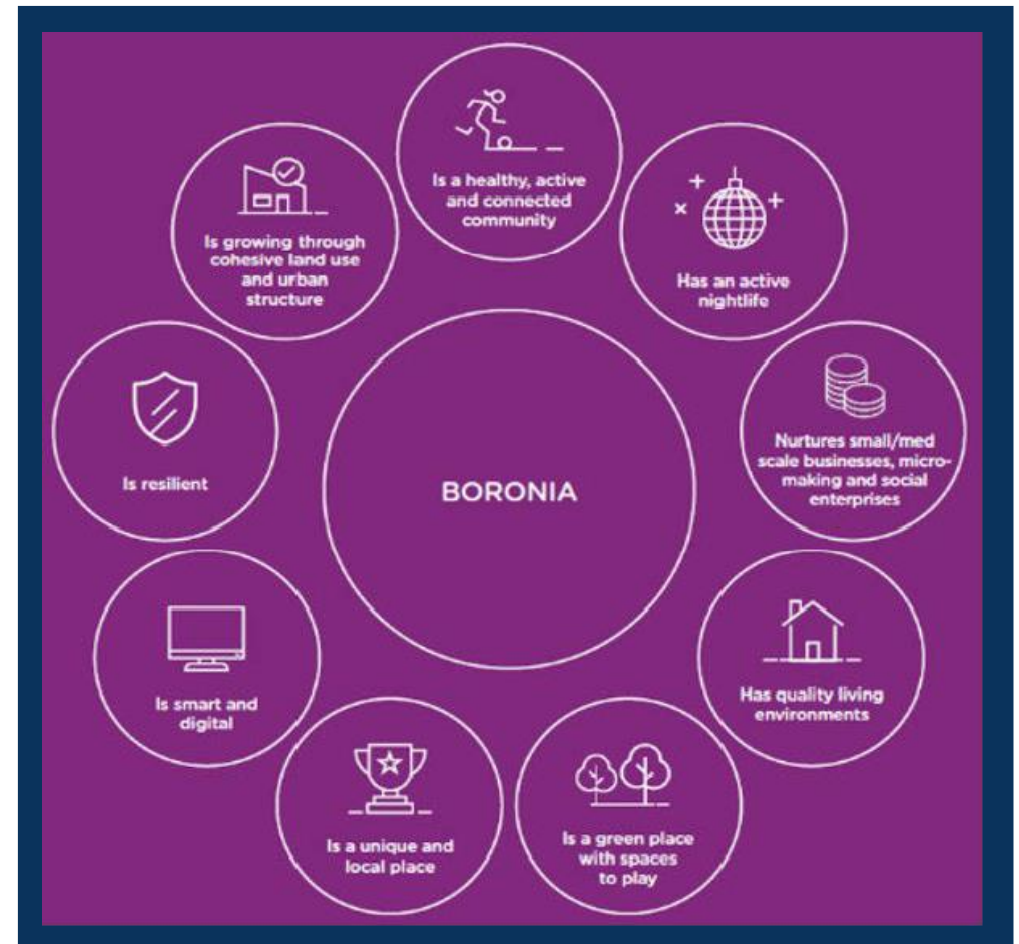 Is a healthy, active
and connected
community
Has an active
nightlife
Nurtures small/med
scale businesses, micro-
making and social
enterprises
Has quality living
environments
Is a green place
with spaces
to play
Is a unique and
local place
Is smart and
digital
Is resilient
Is growing through
cohesive land use
and urban
structure
BORONIA